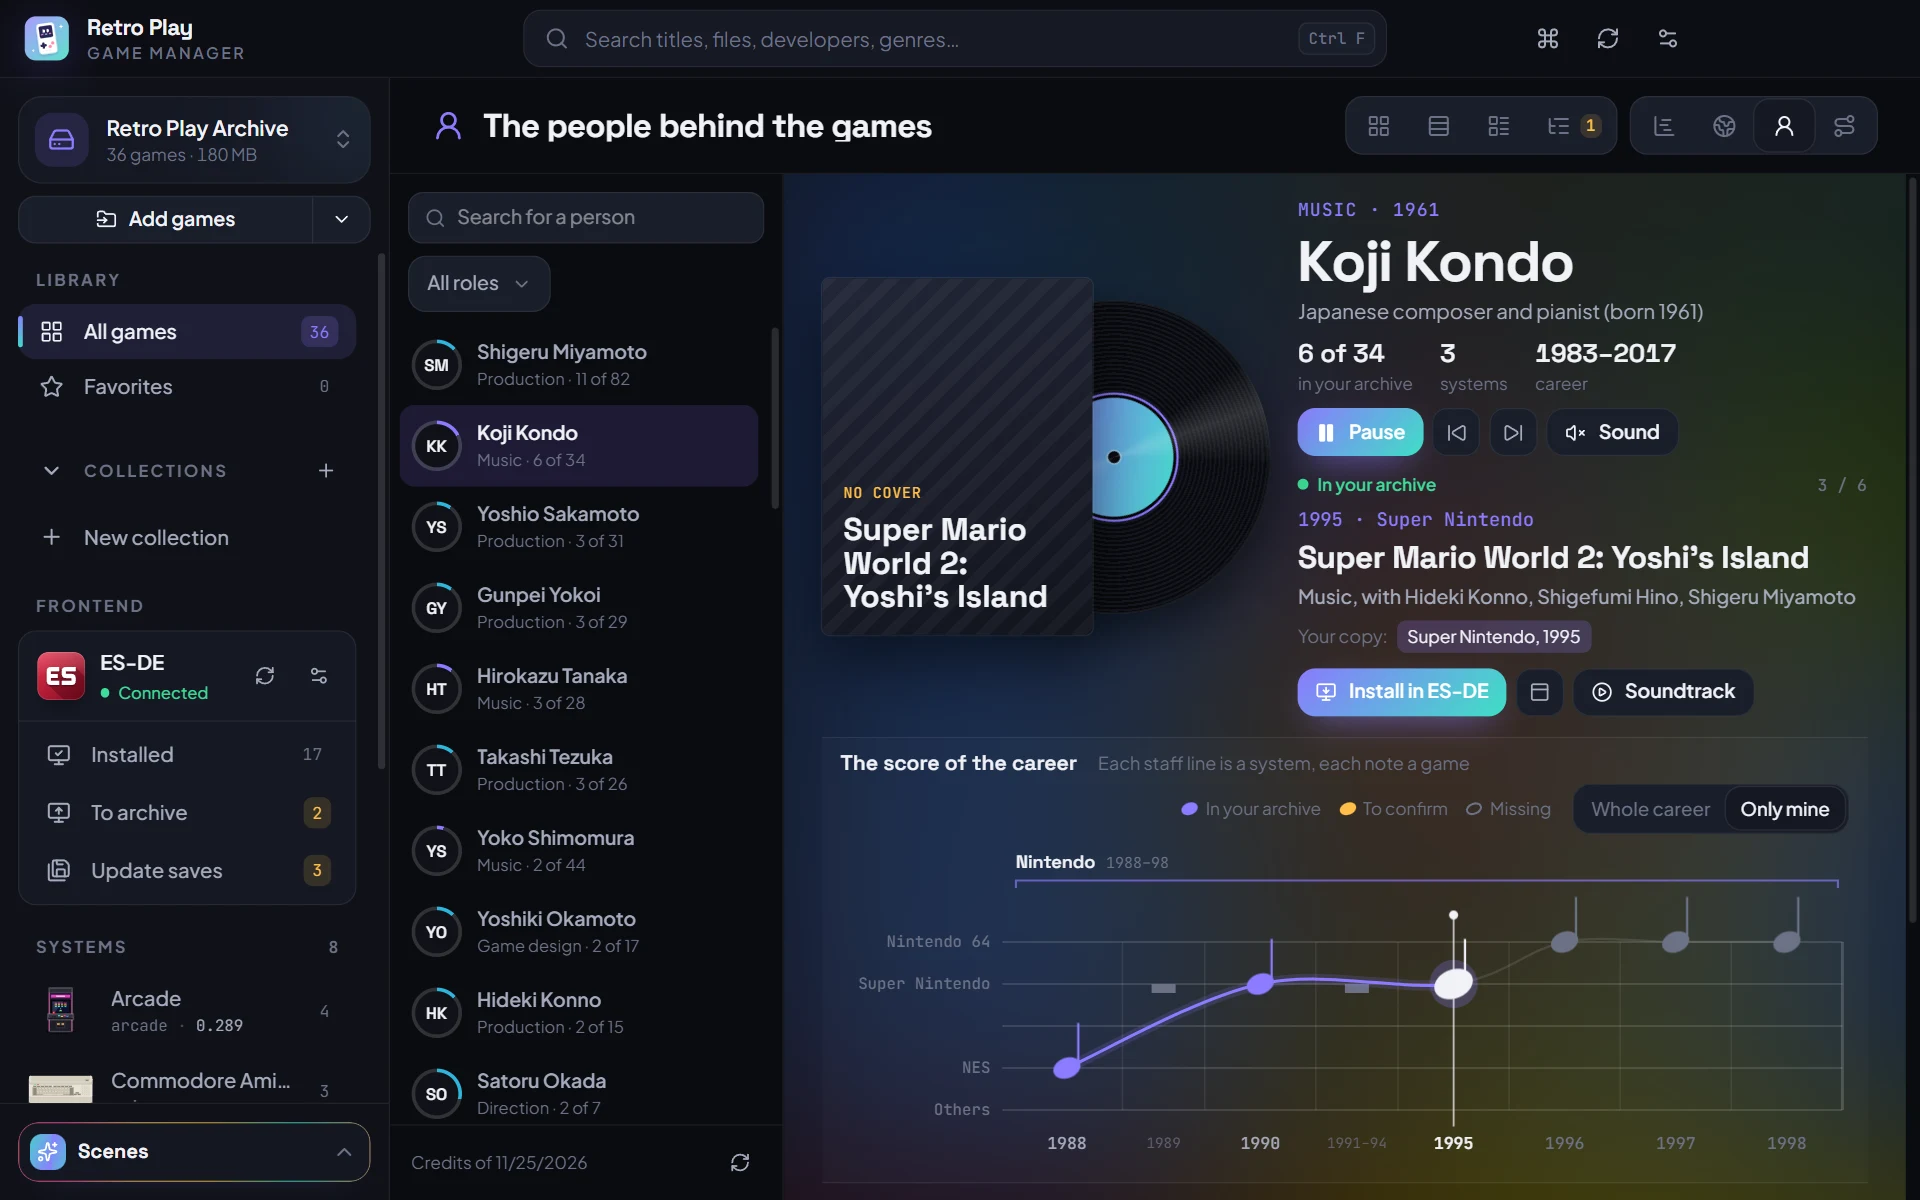 Retro Play
GAME MANAGER
Search titles, files, developers, genres…
Ctrl F
Retro Play Archive
36 games · 180 MB
Add games
LIBRARY
All games
36
Favorites
0
COLLECTIONS
New collection
FRONTEND
ES
ES-DE
Connected
Installed
17
To archive
2
Update saves
3
SYSTEMS
8
Arcade
arcade · 0.289
4
Commodore Ami…
3
Scenes
The people behind the games
1
Search for a person
All roles
SM
Shigeru Miyamoto
Production · 11 of 82
KK
Koji Kondo
Music · 6 of 34
YS
Yoshio Sakamoto
Production · 3 of 31
GY
Gunpei Yokoi
Production · 3 of 29
HT
Hirokazu Tanaka
Music · 3 of 28
TT
Takashi Tezuka
Production · 3 of 26
YS
Yoko Shimomura
Music · 2 of 44
YO
Yoshiki Okamoto
Game design · 2 of 17
HK
Hideki Konno
Production · 2 of 15
SO
Satoru Okada
Direction · 2 of 7
Credits of 11/25/2026
NO COVER
Super Mario
World 2:
Yoshi's Island
MUSIC · 1961
Koji Kondo
Japanese composer and pianist (born 1961)
6 of 34
in your archive
3
systems
1983–2017
career
Pause
Sound
In your archive
3 / 6
1995 · Super Nintendo
Super Mario World 2: Yoshi's Island
Music, with Hideki Konno, Shigefumi Hino, Shigeru Miyamoto
Your copy:
Super Nintendo, 1995
Install in ES-DE
Soundtrack
The score of the career
Each staff line is a system, each note a game
In your archive
To confirm
Missing
Whole career
Only mine
Nintendo 1988–98
Nintendo 64
Super Nintendo
NES
Others
1988
1989
1990
1991–94
1995
1996
1997
1998